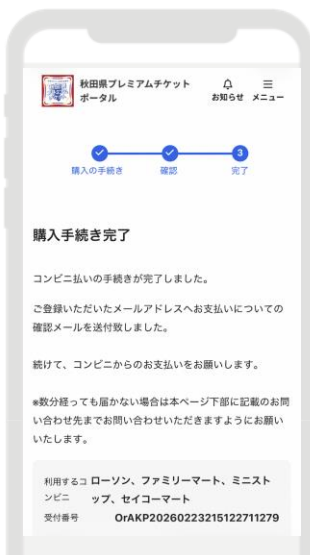 秋田県プレミアムチケット
ポータル
お知らせ メニュー
3
購入の手続き 確認 完了
購入手続き完了
コンビニ払いの手続きが完了しました。
ご登録いただいたメールアドレスへお支払いについての
確認メールを送付致しました。
続けて、コンビニからのお支払いをお願いします。
※数分経っても届かない場合は本ページ下部に記載のお問
い合わせ先までお問い合わせいただきますようにお願い
いたします。
利用するコ ローソン、ファミリーマート、ミニスト
ンビニ ップ、セイコーマート
受付番号 OrAKP20260223215122711279